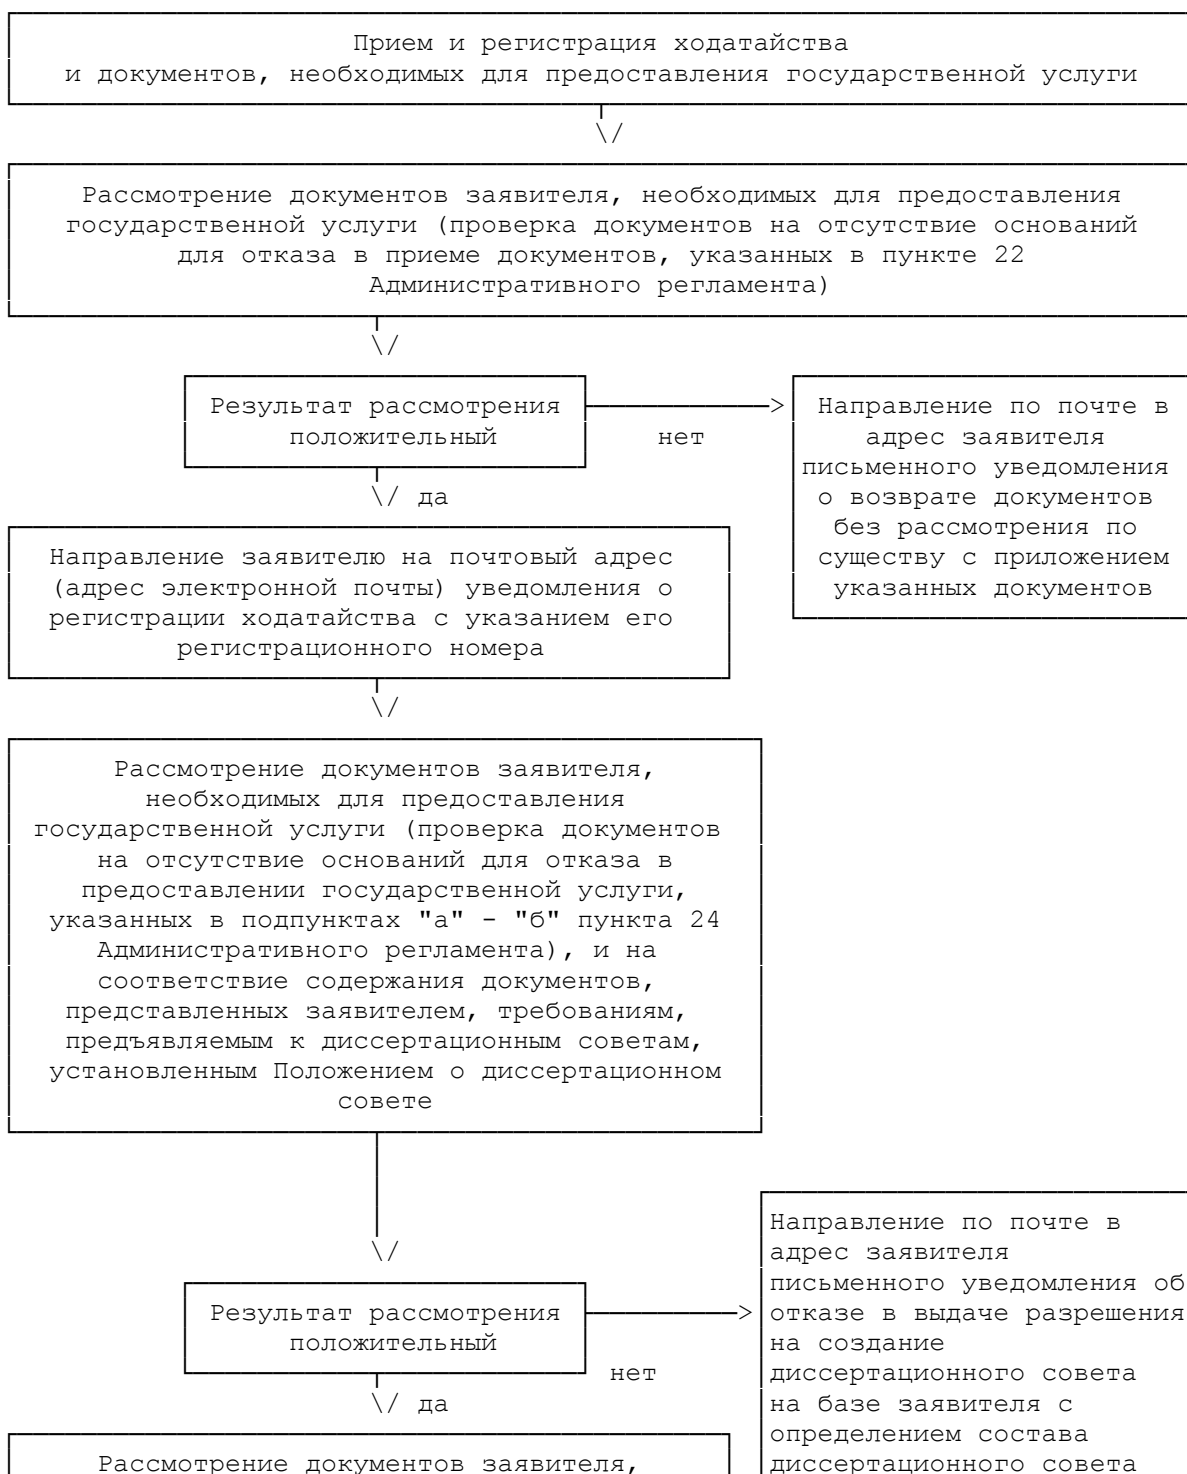 Прием и регистрация ходатайства
и документов, необходимых для предоставления государственной услуги
\/
Рассмотрение документов заявителя, необходимых для предоставления
государственной услуги (проверка документов на отсутствие оснований
для отказа в приеме документов, указанных в пункте 22
Административного регламента)
\/
Результат рассмотрения
положительный
нет
>
Направление по почте в
адрес заявителя
письменного уведомления
о возврате документов
без рассмотрения по
существу с приложением
указанных документов
\/ да
Направление заявителю на почтовый адрес
(адрес электронной почты) уведомления о
регистрации ходатайства с указанием его
регистрационного номера
\/
Рассмотрение документов заявителя,
необходимых для предоставления
государственной услуги (проверка документов
на отсутствие оснований для отказа в
предоставлении государственной услуги,
указанных в подпунктах "а" - "б" пункта 24
Административного регламента), и на
соответствие содержания документов,
представленных заявителем, требованиям,
предъявляемым к диссертационным советам,
установленным Положением о диссертационном
совете
\/
Результат рассмотрения
положительный
нет
>
Направление по почте в
адрес заявителя
письменного уведомления об
отказе в выдаче разрешения
на создание
диссертационного совета
на базе заявителя с
определением состава
диссертационного совета
\/ да
Рассмотрение документов заявителя,